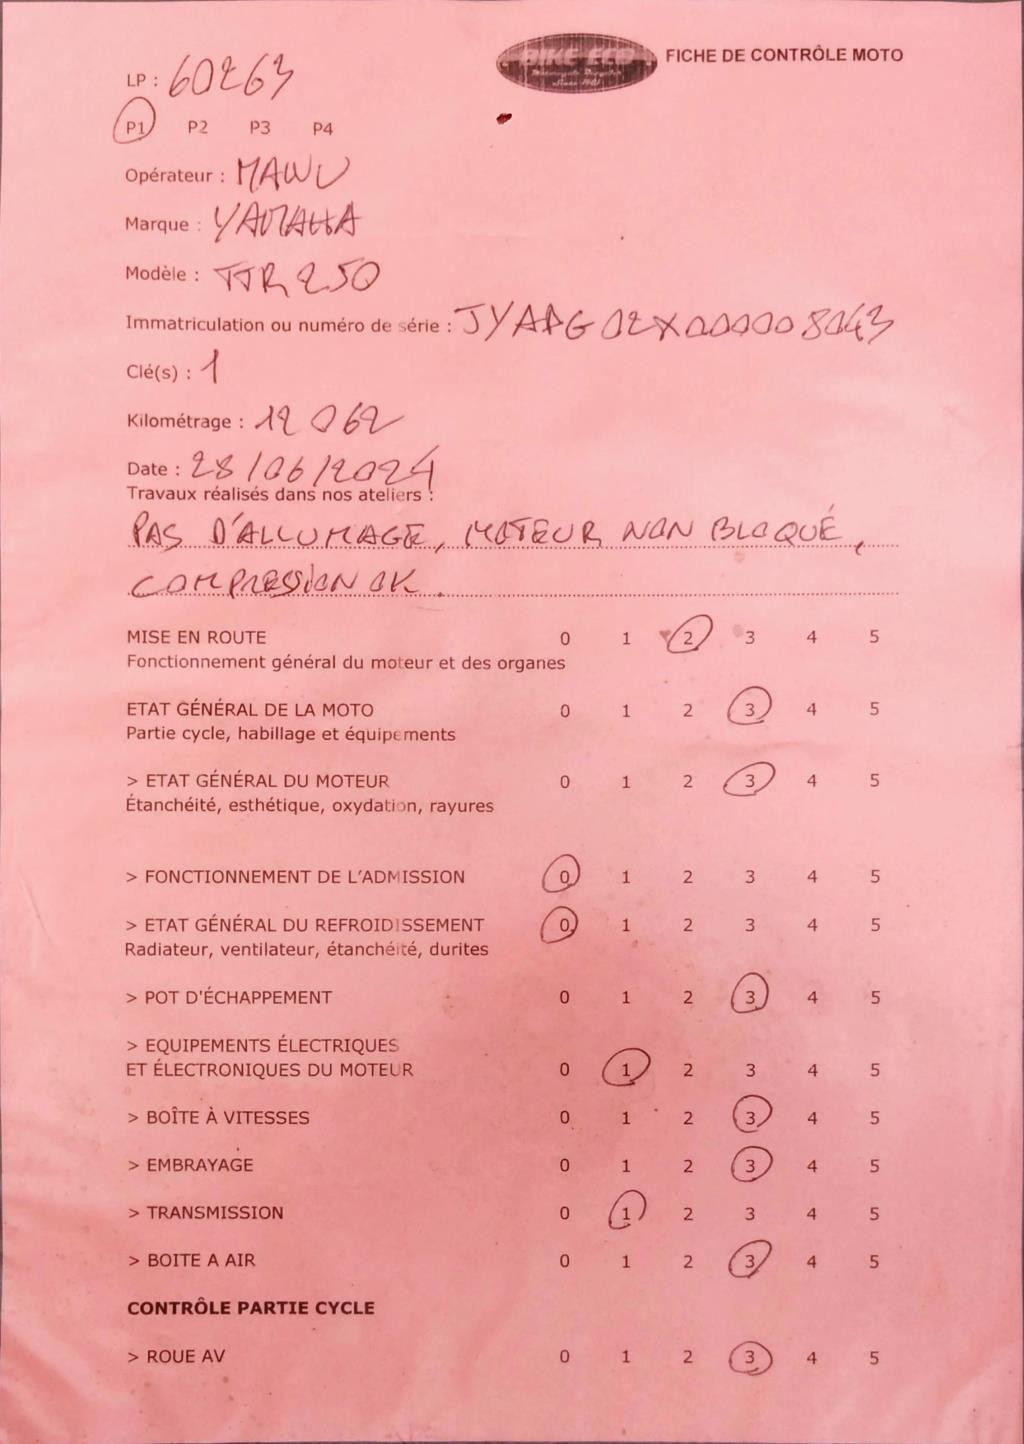 BIKE-ECO
FICHE DE CONTRÔLE MOTO
LP : 60263
P1 P2 P3 P4
Opérateur : MAWU
Marque : YAMAHA
Modèle : TTR 250
Immatriculation ou numéro de série :
Clé(s) : 1
Kilométrage : 12 062
Date : 28/06/2024
Travaux réalisés dans nos ateliers :
PAS D'ALLUMAGE, MOTEUR NON BLOQUÉ,
COMPRESSION OK.
MISE EN ROUTE 0 1 2 3 4 5
Fonctionnement général du moteur et des organes
ETAT GÉNÉRAL DE LA MOTO 0 1 2 3 4 5
Partie cycle, habillage et équipements
> ETAT GÉNÉRAL DU MOTEUR 0 1 2 3 4 5
Étanchéité, esthétique, oxydation, rayures
> FONCTIONNEMENT DE L'ADMISSION 0 1 2 3 4 5
> ETAT GÉNÉRAL DU REFROIDISSEMENT 0 1 2 3 4 5
Radiateur, ventilateur, étanchéité, durites
> POT D'ÉCHAPPEMENT 0 1 2 3 4 5
> EQUIPEMENTS ÉLECTRIQUES
ET ÉLECTRONIQUES DU MOTEUR 0 1 2 3 4 5
> BOÎTE À VITESSES 0 1 2 3 4 5
> EMBRAYAGE 0 1 2 3 4 5
> TRANSMISSION 0 1 2 3 4 5
> BOITE A AIR 0 1 2 3 4 5
CONTRÔLE PARTIE CYCLE
> ROUE AV 0 1 2 3 4 5